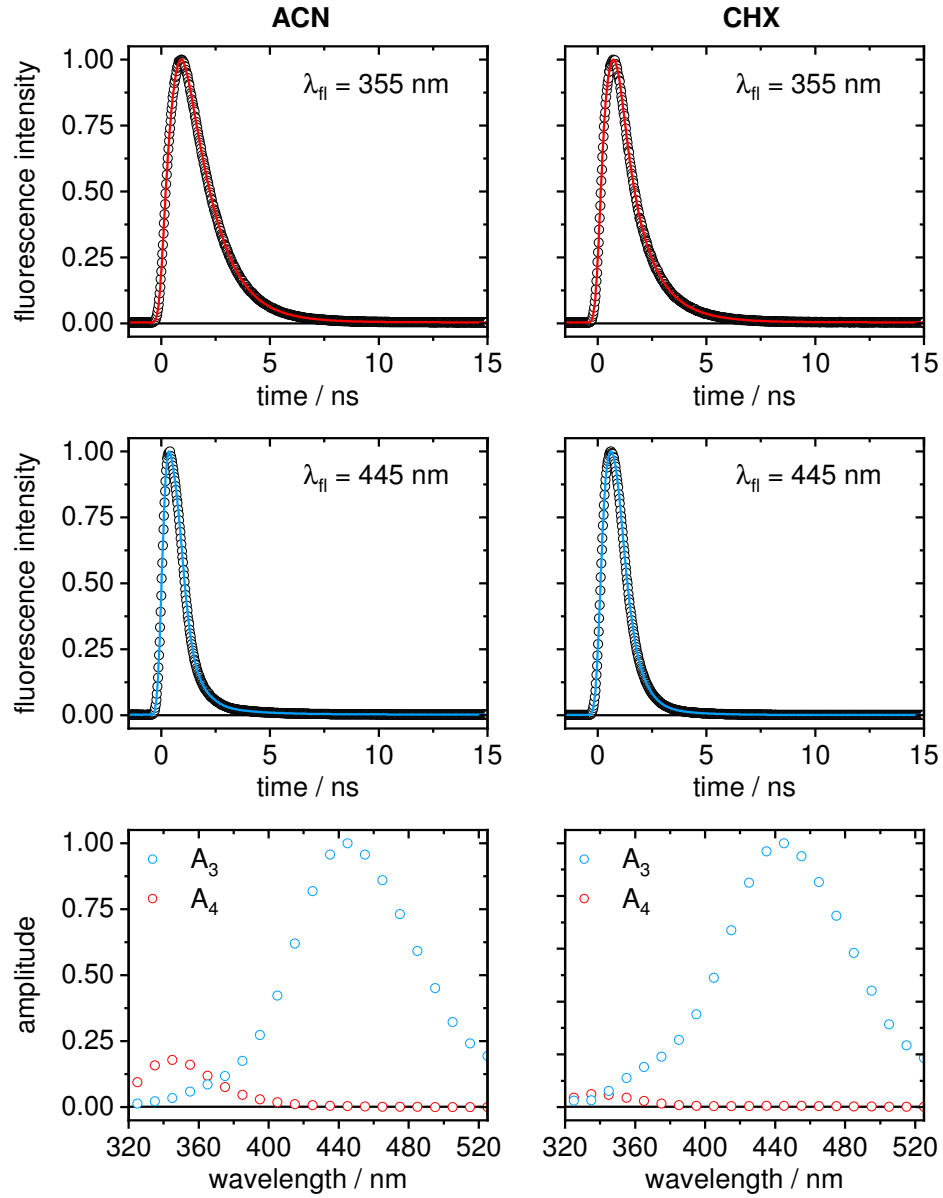 ACN
CHX
fluorescence intensity
1.00
0.75
0.50
0.25
0.00
λfl = 355 nm
0 5 10 15
time / ns
λfl = 355 nm
0 5 10 15
time / ns
fluorescence intensity
1.00
0.75
0.50
0.25
0.00
λfl = 445 nm
0 5 10 15
time / ns
λfl = 445 nm
0 5 10 15
time / ns
amplitude
1.00
0.75
0.50
0.25
0.00
A3
A4
320 360 400 440 480 520
wavelength / nm
A3
A4
320 360 400 440 480 520
wavelength / nm